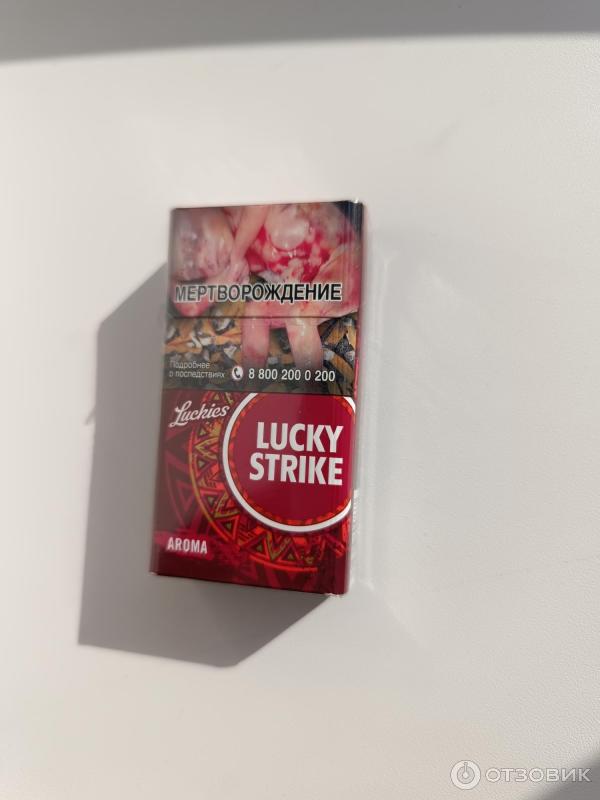 МЕРТВОРОЖДЕНИЕ
Подробнее
о последствиях 8 800 200 0 200
Luckies
LUCKY
STRIKE
AROMA
ОТЗОВИК